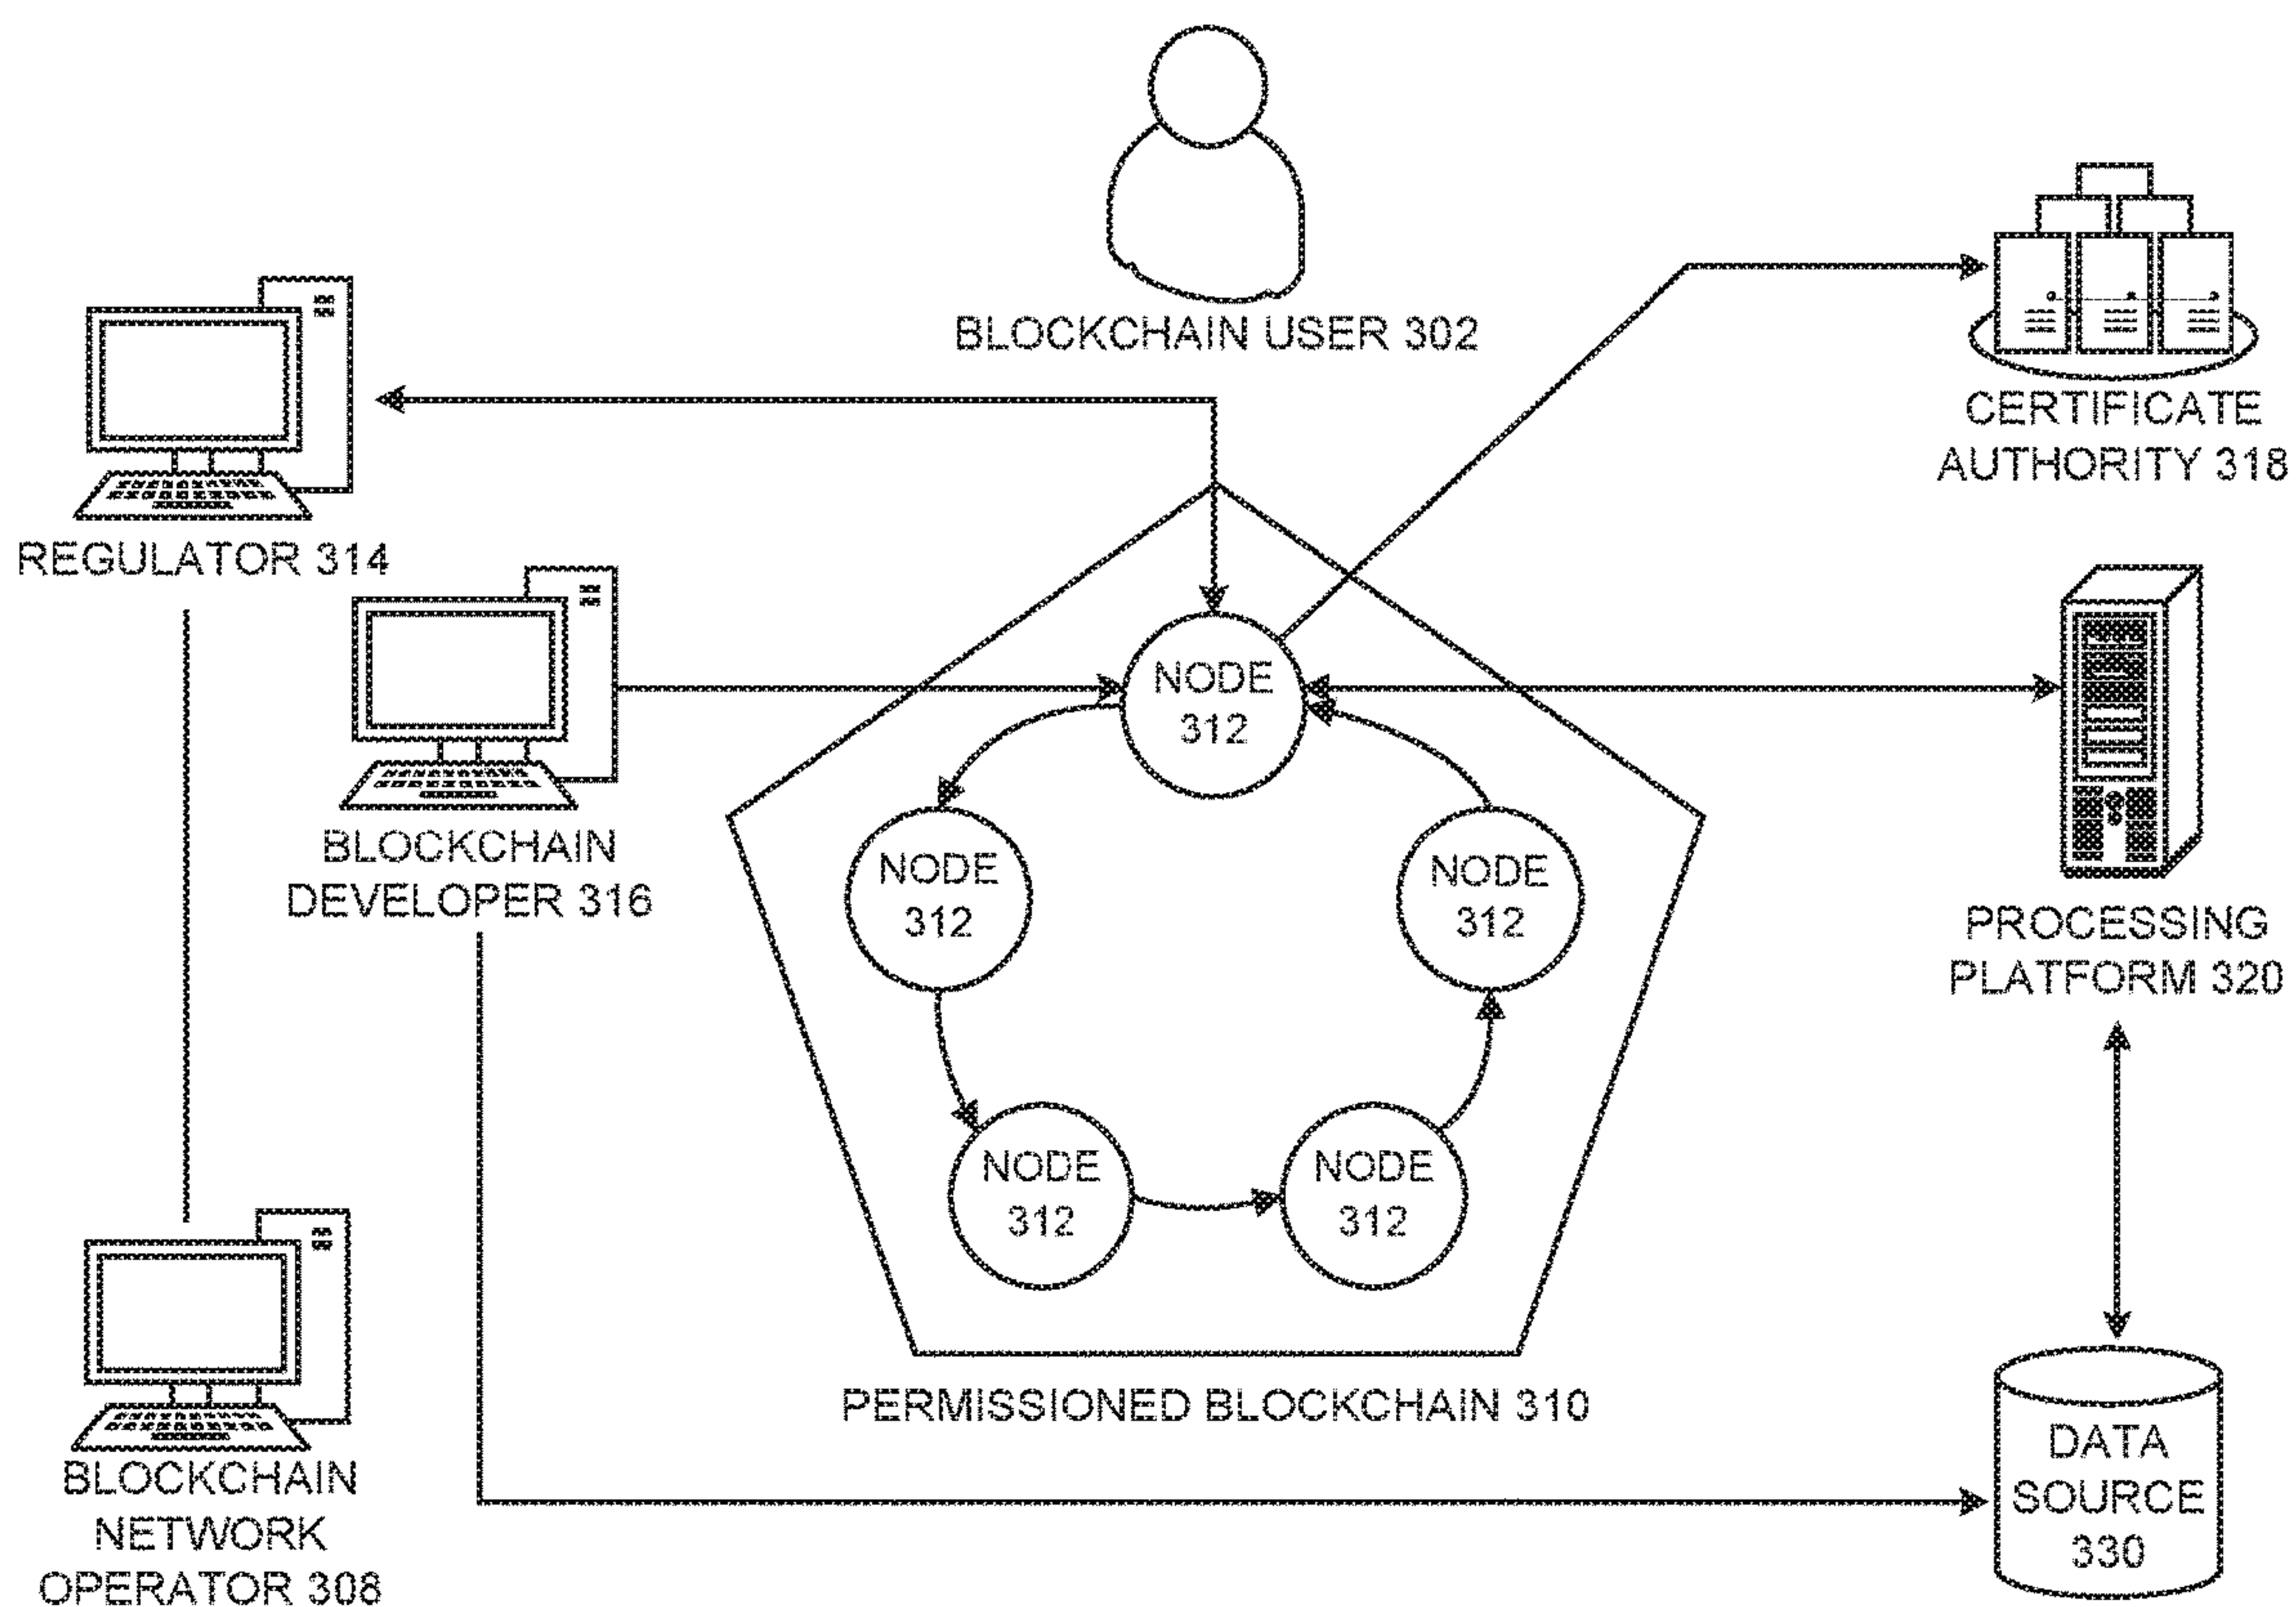 BLOCKCHAIN USER 302
CERTIFICATE
AUTHORITY 318
REGULATOR 314
BLOCKCHAIN
DEVELOPER 316
NODE
312
NODE
312
NODE
312
NODE
312
NODE
312
PROCESSING
PLATFORM 320
PERMISSIONED BLOCKCHAIN 310
BLOCKCHAIN
NETWORK
OPERATOR 308
DATA
SOURCE
330